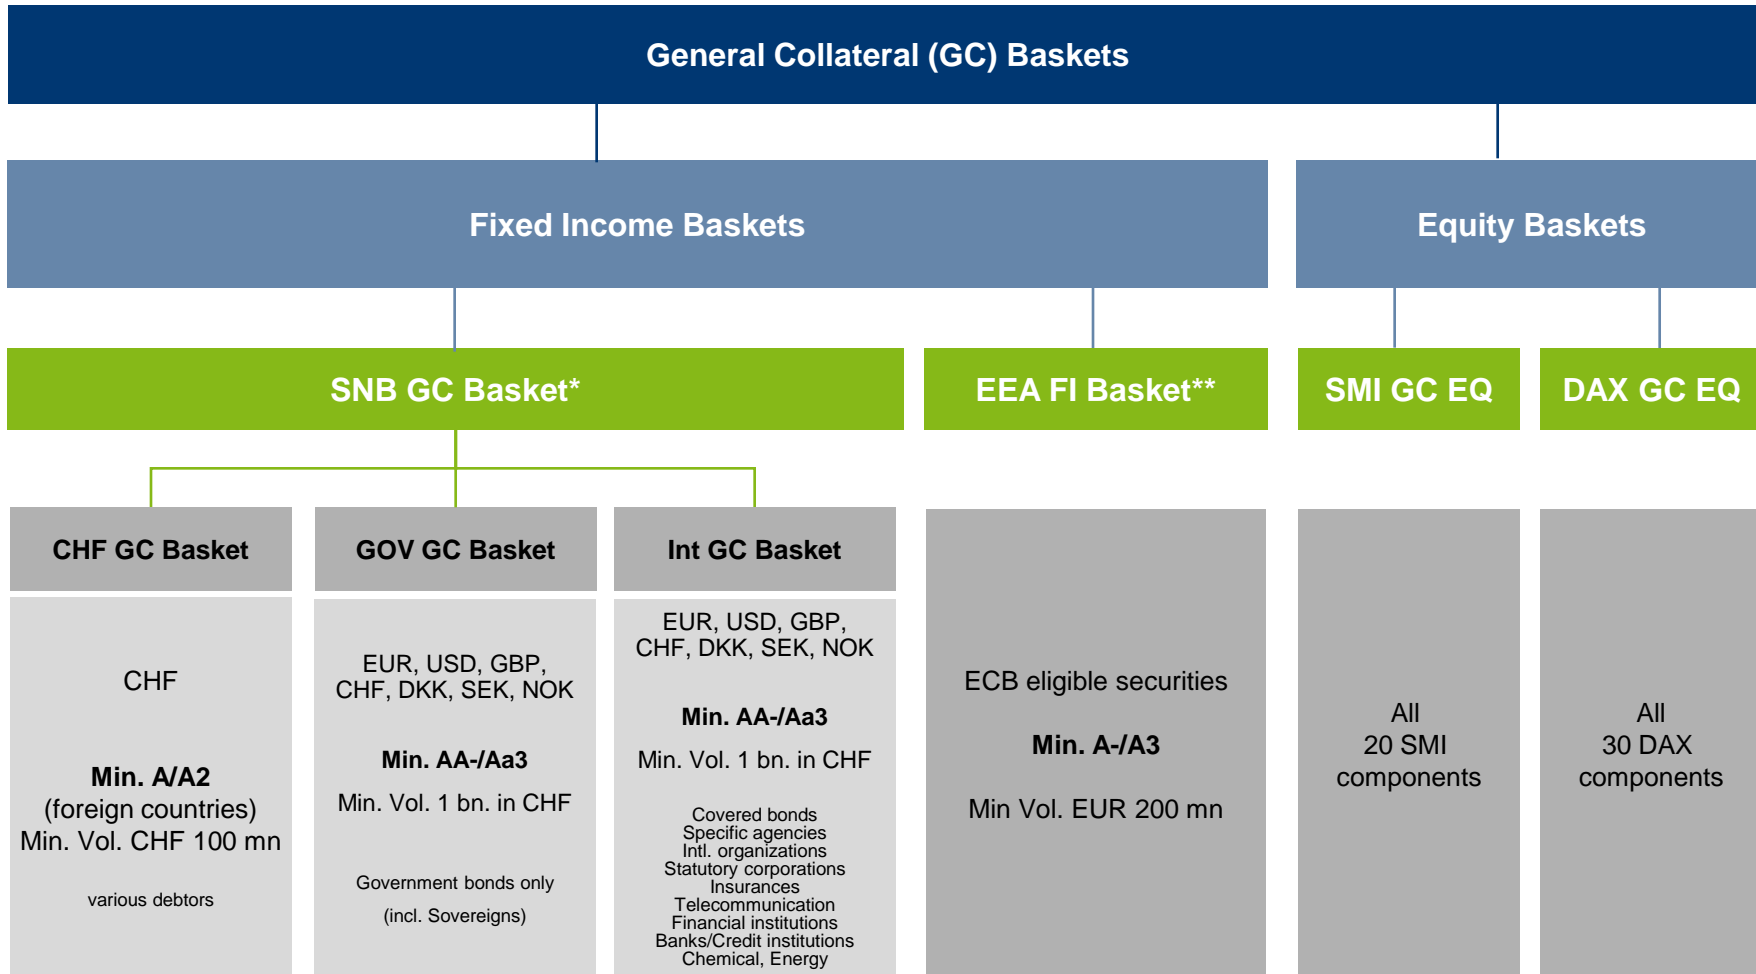 General Collateral (GC) Baskets
Fixed Income Baskets
Equity Baskets
SNB GC Basket*
EEA FI Basket**
SMI GC EQ
DAX GC EQ
CHF GC Basket
CHF
Min. A/A2
(foreign countries)
Min. Vol. CHF 100 mn
various debtors
GOV GC Basket
EUR, USD, GBP,
CHF, DKK, SEK, NOK
Min. AA-/Aa3
Min. Vol. 1 bn. in CHF
Government bonds only
(incl. Sovereigns)
Int GC Basket
EUR, USD, GBP,
CHF, DKK, SEK, NOK
Min. AA-/Aa3
Min. Vol. 1 bn. in CHF
Covered bonds
Specific agencies
Intl. organizations
Statutory corporations
Insurances
Telecommunication
Financial institutions
Banks/Credit institutions
Chemical, Energy
ECB eligible securities
Min. A-/A3
Min Vol. EUR 200 mn
All
20 SMI
components
All
30 DAX
components